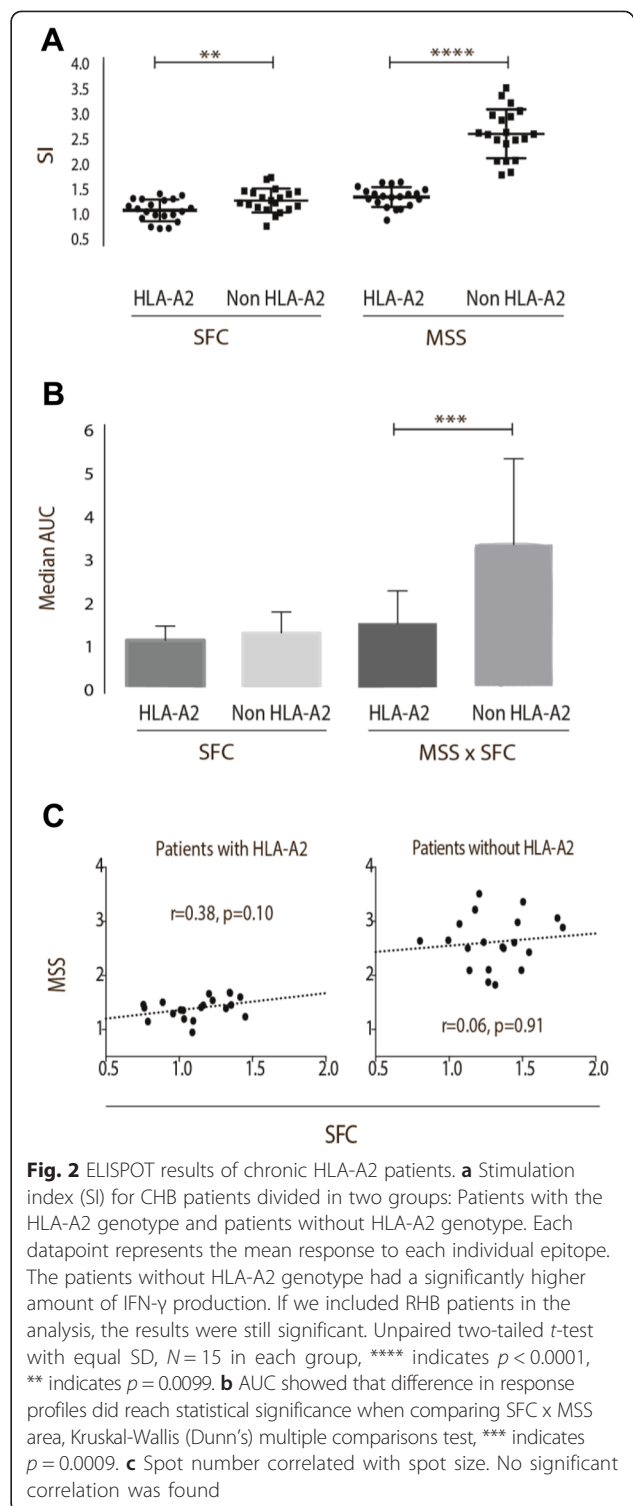 A
SI
4.0
3.5
3.0
2.5
2.0
1.5
1.0
0.5
**
****
HLA-A2 Non HLA-A2 HLA-A2 Non HLA-A2
SFC MSS
B
Median AUC
6
5
4
3
2
1
0
***
HLA-A2 Non HLA-A2 HLA-A2 Non HLA-A2
SFC MSS x SFC
C
Patients with HLA-A2 Patients without HLA-A2
MSS
4
3
2
1
r=0.38, p=0.10
0.5 1.0 1.5 2.0
4
3
2
1
r=0.06, p=0.91
0.5 1.0 1.5 2.0
SFC
Fig. 2 ELISPOT results of chronic HLA-A2 patients. a Stimulation
index (SI) for CHB patients divided in two groups: Patients with the
HLA-A2 genotype and patients without HLA-A2 genotype. Each
datapoint represents the mean response to each individual epitope.
The patients without HLA-A2 genotype had a significantly higher
amount of IFN-γ production. If we included RHB patients in the
analysis, the results were still significant. Unpaired two-tailed t-test
with equal SD, N = 15 in each group, **** indicates p < 0.0001,
** indicates p = 0.0099. b AUC showed that difference in response
profiles did reach statistical significance when comparing SFC x MSS
area, Kruskal-Wallis (Dunn's) multiple comparisons test, *** indicates
p = 0.0009. c Spot number correlated with spot size. No significant
correlation was found